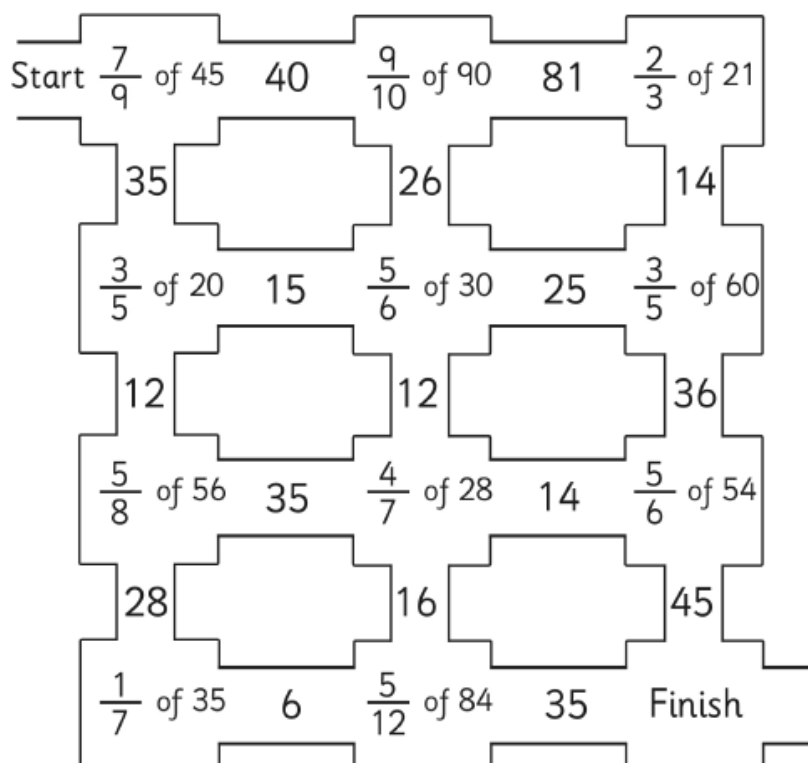 Start 7/9 of 45 40 9/10 of 90 81 2/3 of 21
35 26 14
3/5 of 20 15 5/6 of 30 25 3/5 of 60
12 12 36
5/8 of 56 35 4/7 of 28 14 5/6 of 54
28 16 45
1/7 of 35 6 5/12 of 84 35 Finish